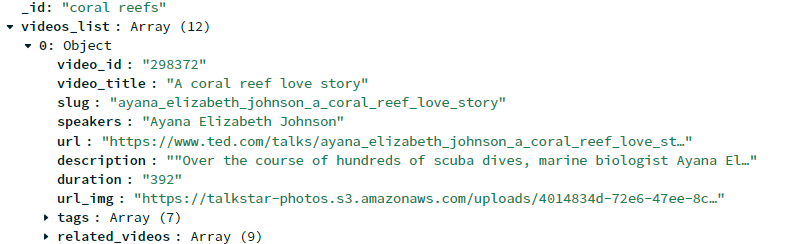 _id: "coral reefs"
videos_list: Array (12)
0: Object
video_id: "298372"
video_title: "A coral reef love story"
slug: "ayana_elizabeth_johnson_a_coral_reef_love_story"
speakers: "Ayana Elizabeth Johnson"
url: "https://www.ted.com/talks/ayana_elizabeth_johnson_a_coral_reef_love_st…"
description: ""Over the course of hundreds of scuba dives, marine biologist Ayana El…"
duration: "392"
url_img: "https://talkstar-photos.s3.amazonaws.com/uploads/4014834d-72e6-47ee-8c…"
tags: Array (7)
related_videos: Array (9)